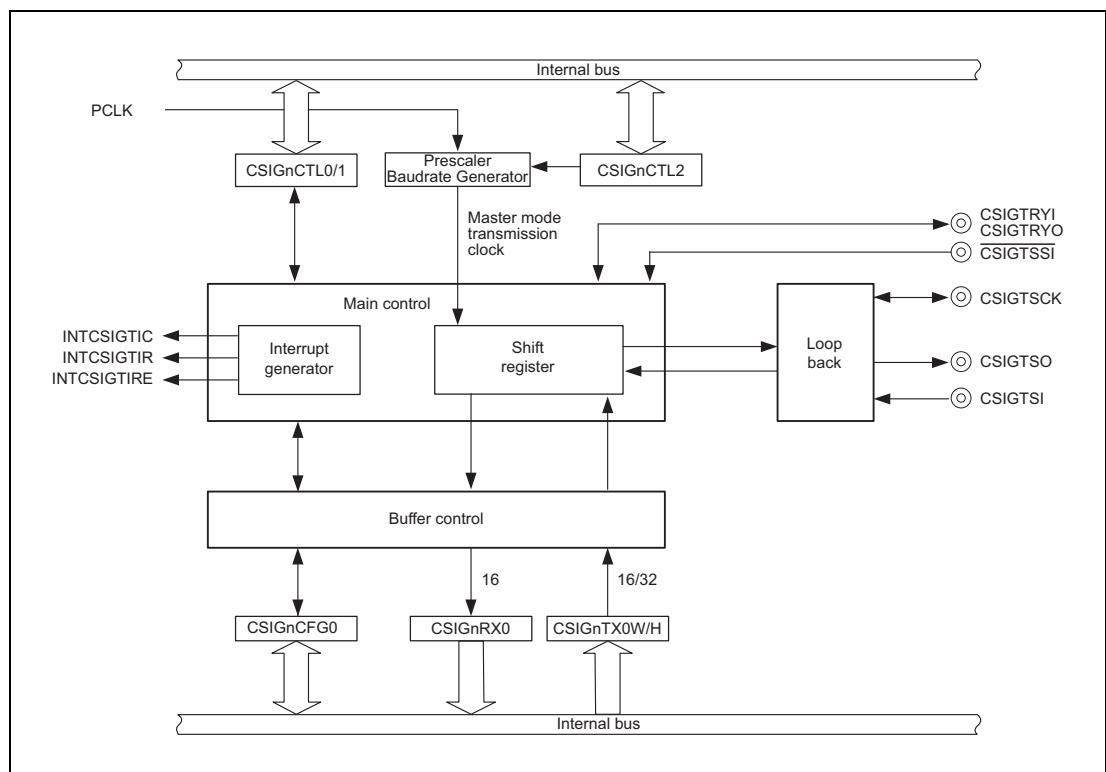 Internal bus
PCLK
CSIGnCTL0/1
Prescaler
Baudrate Generator
CSIGnCTL2
Master mode
transmission
clock
CSIGTRYI
CSIGTRYO
CSIGTSSI
Main control
CSIGTSCK
INTCSIGTIC
INTCSIGTIR
INTCSIGTIRE
Interrupt
generator
Shift
register
Loop
back
CSIGTSO
CSIGTSI
Buffer control
16
16/32
CSIGnCFG0
CSIGnRX0
CSIGnTX0W/H
Internal bus